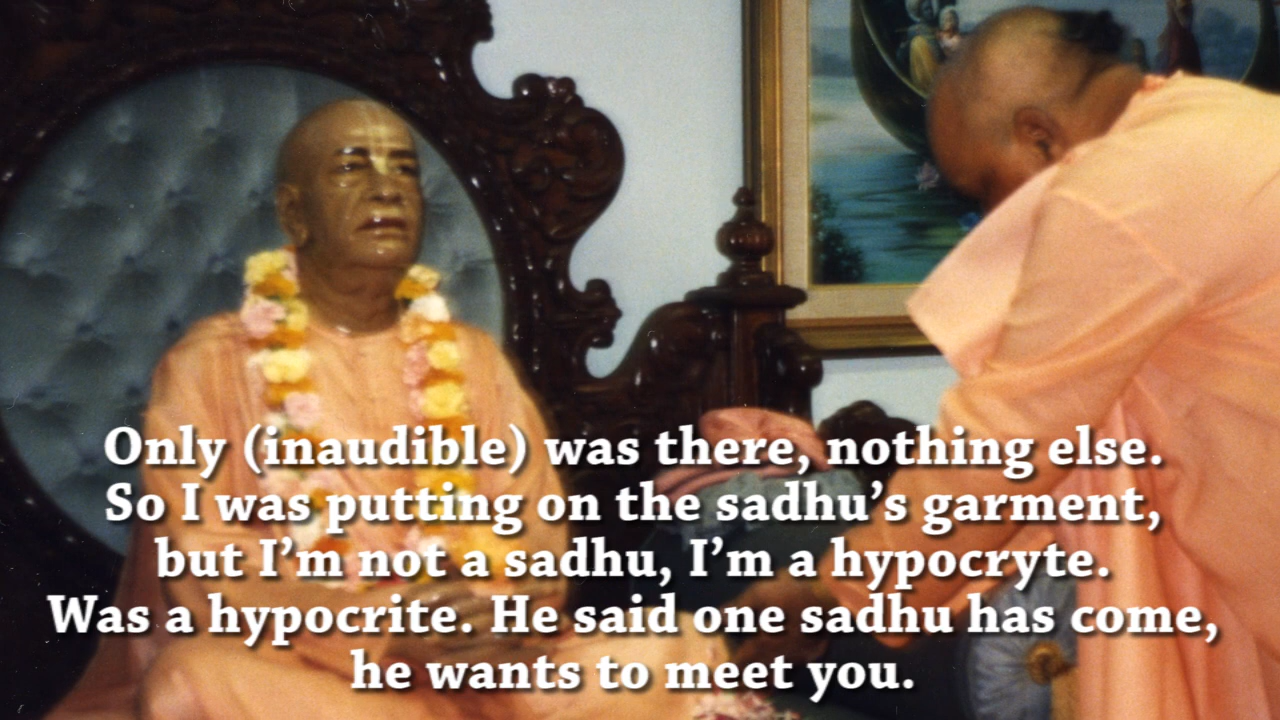 Only (inaudible) was there, nothing else.
So I was putting on the sadhu’s garment,
but I’m not a sadhu, I’m a hypocryte.
Was a hypocrite. He said one sadhu has come,
he wants to meet you.